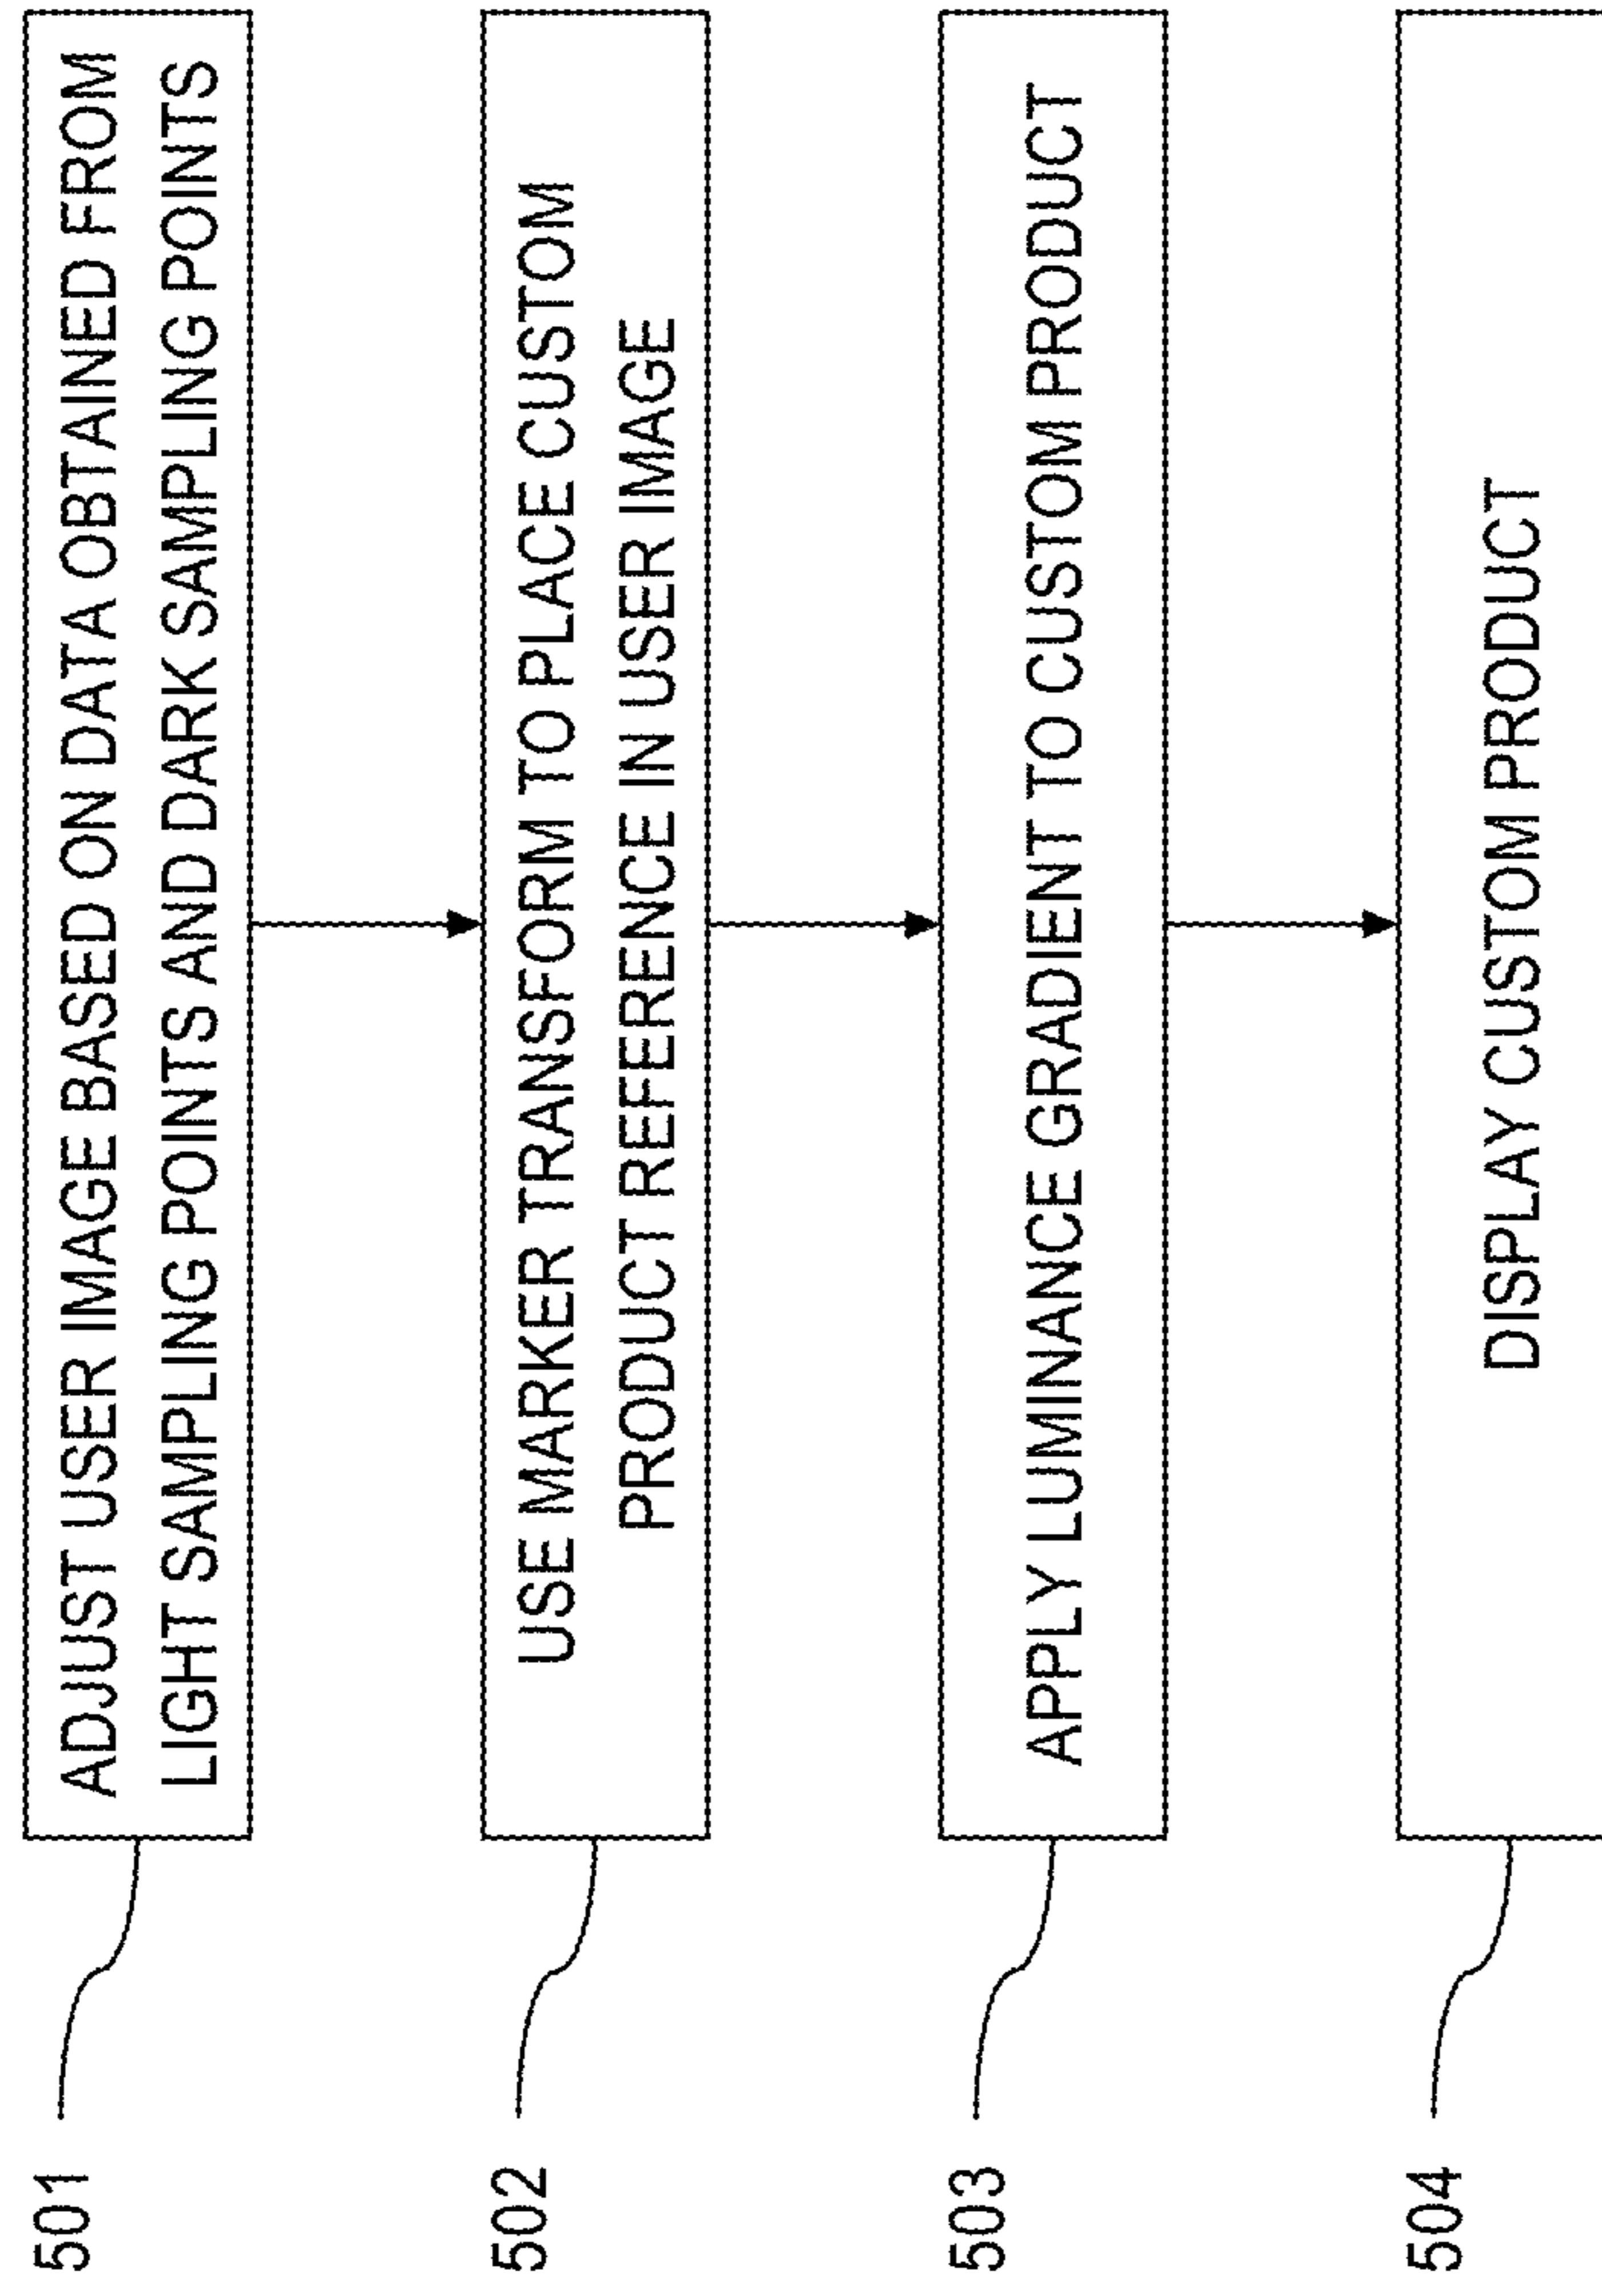 501
ADJUST USER IMAGE BASED ON DATA OBTAINED FROM
LIGHT SAMPLING POINTS AND DARK SAMPLING POINTS
502
USE MARKER TRANSFORM TO PLACE CUSTOM
PRODUCT REFERENCE IN USER IMAGE
503
APPLY LUMINANCE GRADIENT TO CUSTOM PRODUCT
504
DISPLAY CUSTOM PRODUCT